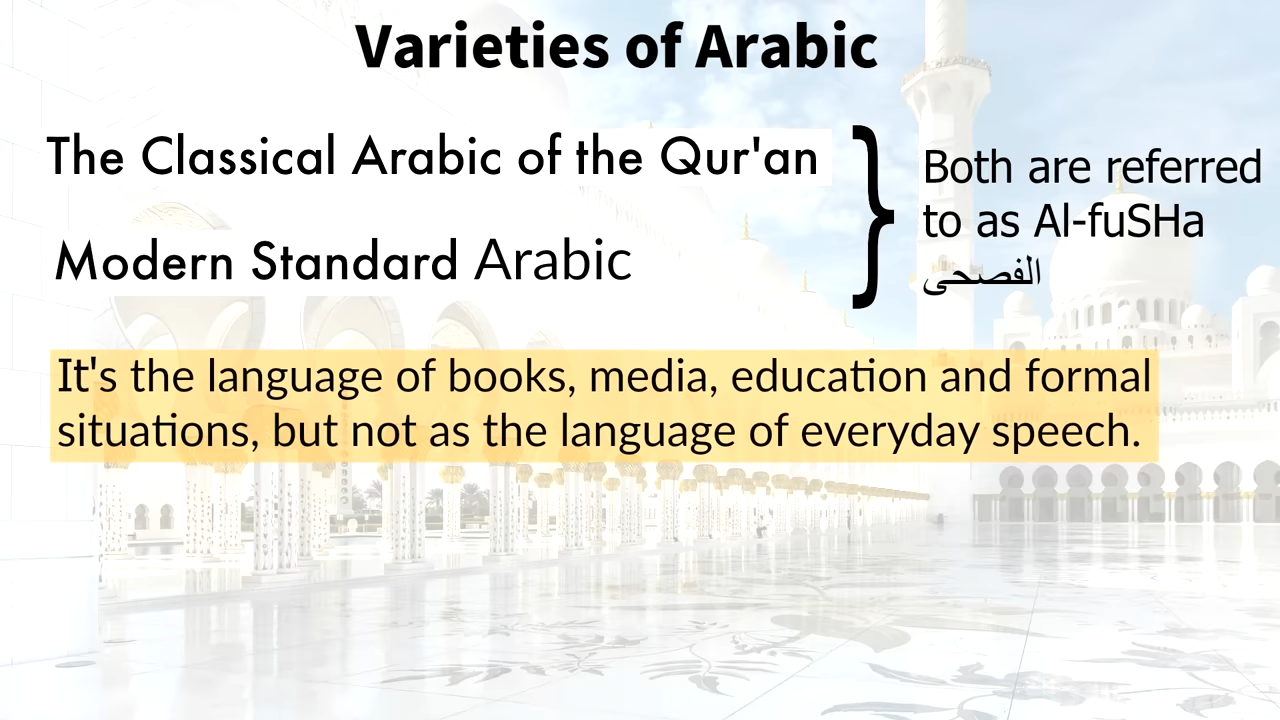 Varieties of Arabic
The Classical Arabic of the Qur'an
Modern Standard Arabic
}
Both are referred
to as Al-fuSHa
الفصحى
It's the language of books, media, education and formal
situations, but not as the language of everyday speech.